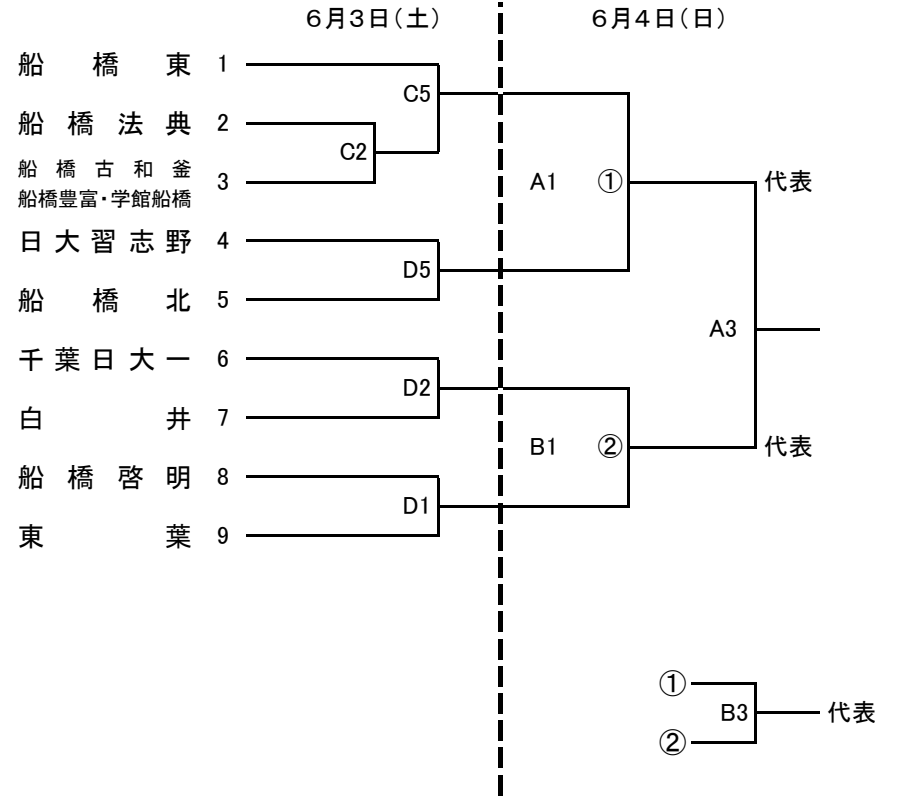 6月3日(土) 6月4日(日)
船橋東 1
C5
船橋法典 2
C2
船橋古和釜
船橋豊富・学館船橋 3
A1 ① 代表
日大習志野 4
D5
船橋北 5
A3
千葉日大一 6
D2
白井 7
B1 ② 代表
船橋啓明 8
D1
東葉 9
①
B3 代表
②